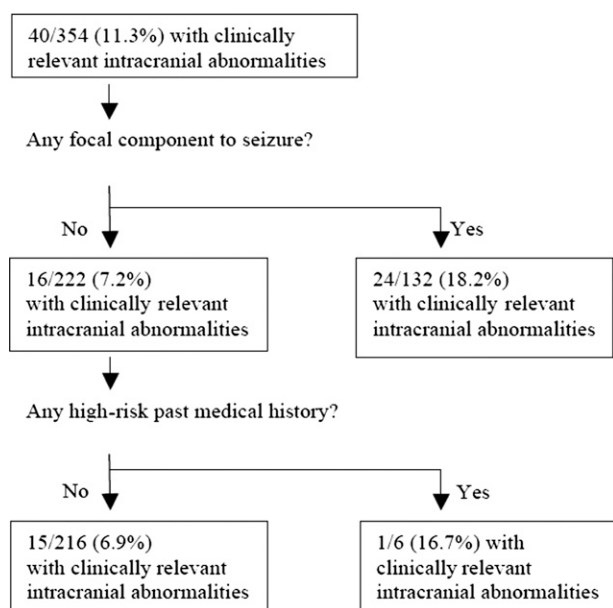 40/354 (11.3%) with clinically
relevant intracranial abnormalities
Any focal component to seizure?
No
Yes
16/222 (7.2%)
with clinically relevant
intracranial abnormalities
24/132 (18.2%)
with clinically relevant
intracranial abnormalities
Any high-risk past medical history?
No
Yes
15/216 (6.9%)
with clinically relevant
intracranial abnormalities
1/6 (16.7%) with
clinically relevant
intracranial abnormalities